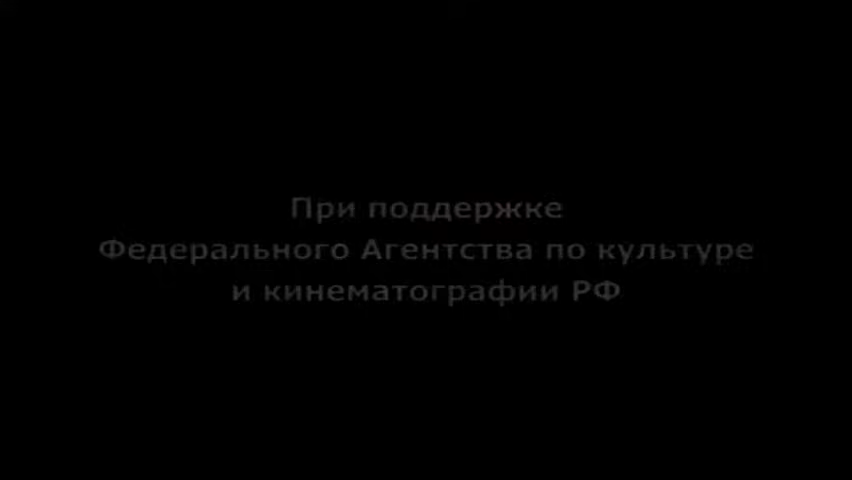 При поддержке
Федерального Агентства по культуре
и кинематографии РФ